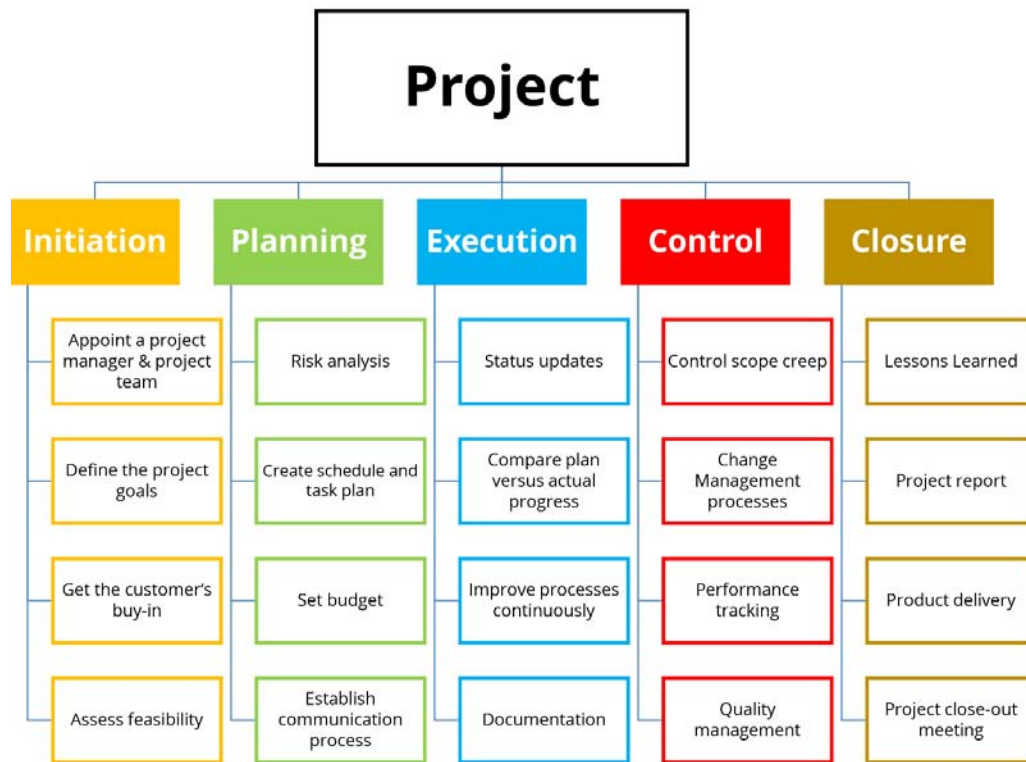 Project
Initiation
Planning
Execution
Control
Closure
Appoint a project
manager & project
team
Define the project
goals
Get the customer's
buy-in
Assess feasibility
Risk analysis
Create schedule and
task plan
Set budget
Establish
communication
process
Status updates
Compare plan
versus actual
progress
Improve processes
continuously
Documentation
Control scope creep
Change
Management
processes
Performance
tracking
Quality
management
Lessons Learned
Project report
Product delivery
Project close-out
meeting